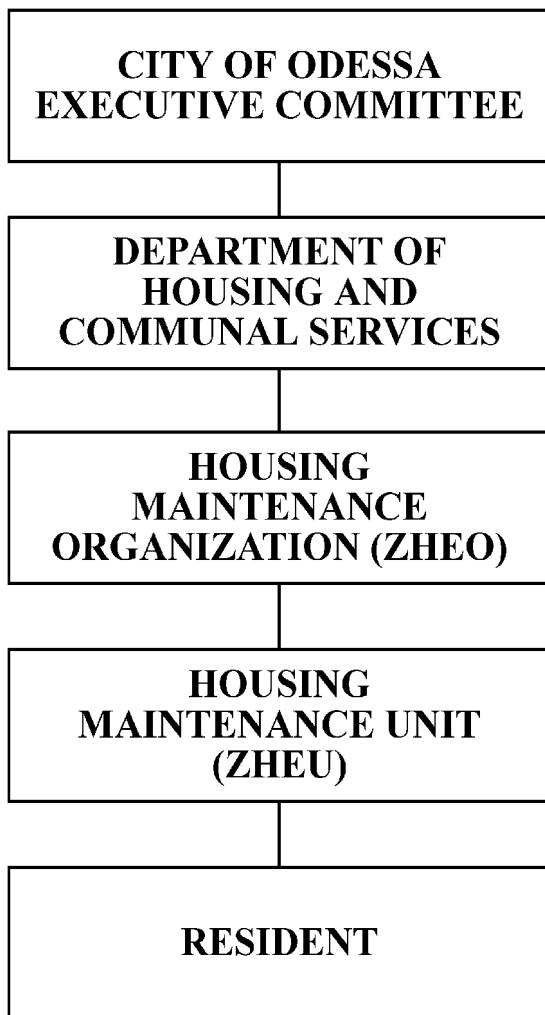 CITY OF ODESSA
EXECUTIVE COMMITTEE
DEPARTMENT OF
HOUSING AND
COMMUNAL SERVICES
HOUSING
MAINTENANCE
ORGANIZATION (ZHEO)
HOUSING
MAINTENANCE UNIT
(ZHEU)
RESIDENT